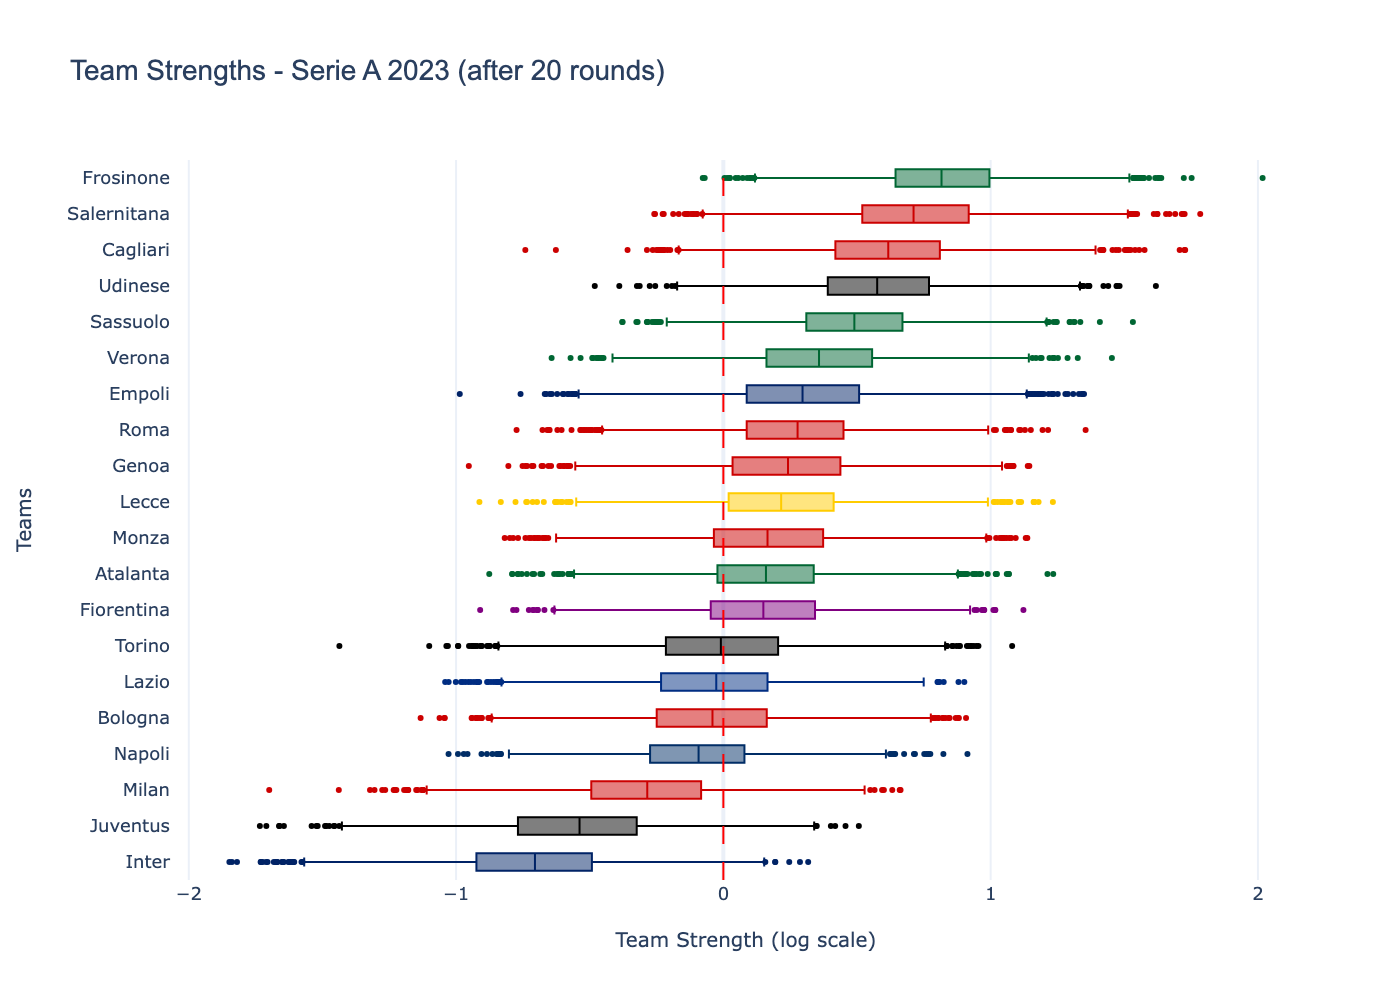 Team Strengths - Serie A 2023 (after 20 rounds)
Frosinone
Salernitana
Cagliari
Udinese
Sassuolo
Verona
Empoli
Roma
Genoa
Lecce
Monza
Atalanta
Fiorentina
Torino
Lazio
Bologna
Napoli
Milan
Juventus
Inter
Teams
−2 −1 0 1 2
Team Strength (log scale)